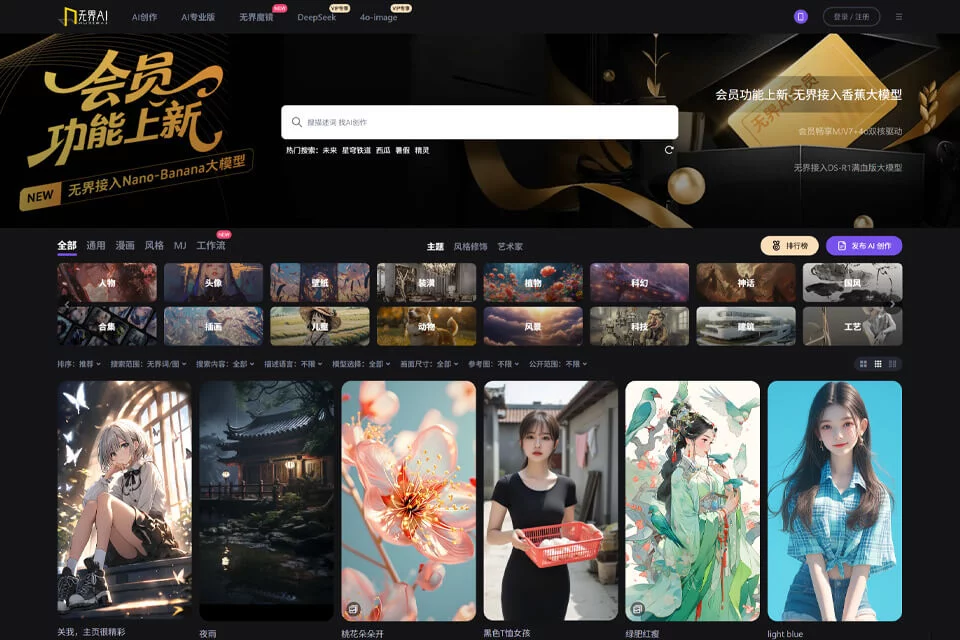 无界AI
AI创作
AI专业版
无界魔镜
NEW
DeepSeek
VIP专享
4o-image
VIP专享
登录 / 注册
会员
功能上新
NEW 无界接入Nano-Banana大模型
搜描述词 找AI创作
热门搜索： 未来 星穹铁道 西瓜 暑假 精灵
会员功能上新-无界接入香蕉大模型
会员畅享MJV7+4o双核驱动
无界接入DS-R1满血版大模型
全部 通用 漫画 风格 MJ 工作流
NEW
主题 风格修饰 艺术家
排行榜
发布 AI 创作
人物 头像 壁纸 装潢 植物 科幻 神话 国风
合集 插画 儿童 动物 风景 科技 建筑 工艺
排序： 推荐 搜索范围： 无界词/图 搜索内容： 全部 描述语言： 不限 模型选择： 全部 画面尺寸： 全部 参考图： 不限 公开范围： 不限
关我，主页很精彩
夜雨
桃花朵朵开
黑色T恤女孩
绿肥红瘦
light blue